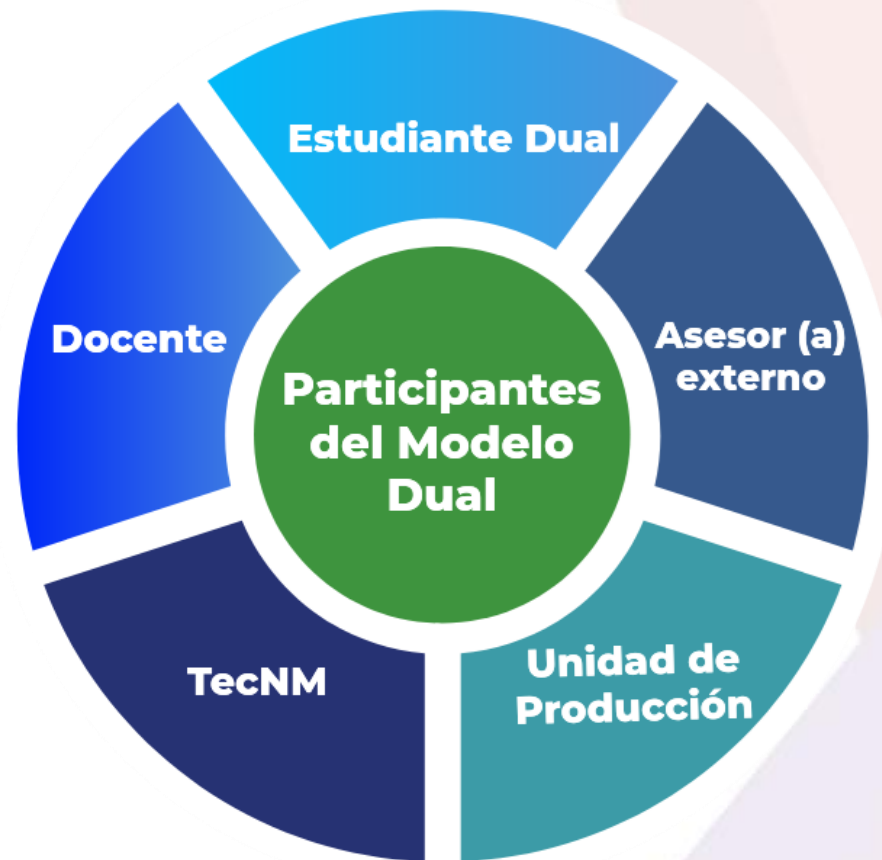 Estudiante Dual
Docente
Asesor (a)
externo
Participantes
del Modelo
Dual
TecNM
Unidad de
Producción